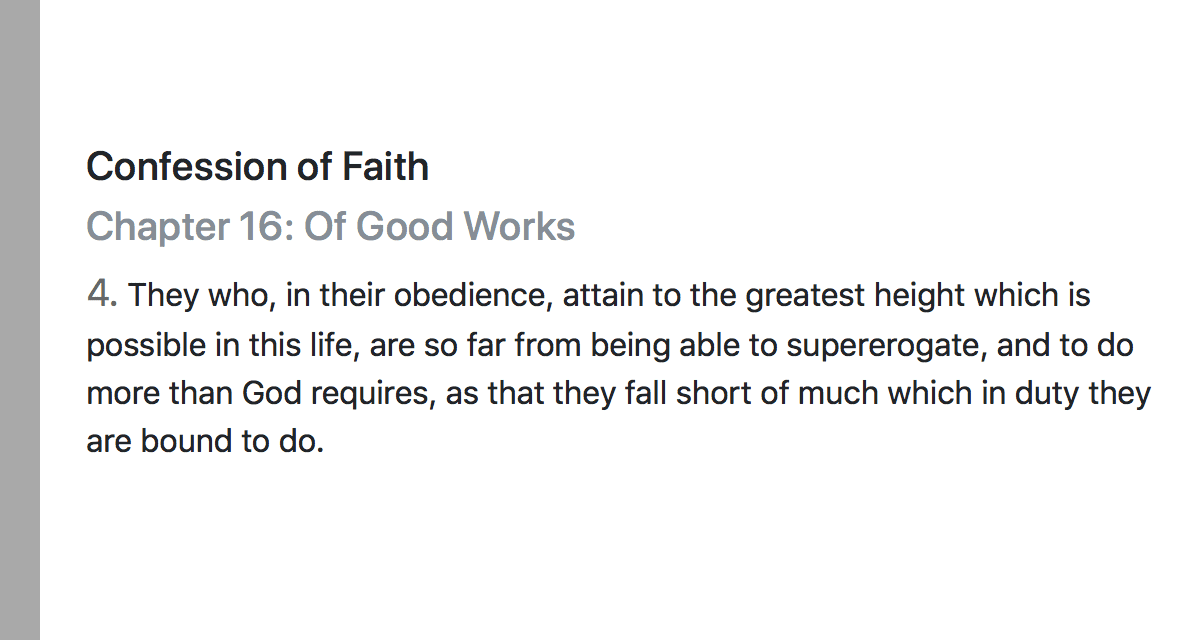 Confession of Faith
Chapter 16: Of Good Works
4. They who, in their obedience, attain to the greatest height which is
possible in this life, are so far from being able to supererogate, and to do
more than God requires, as that they fall short of much which in duty they
are bound to do.